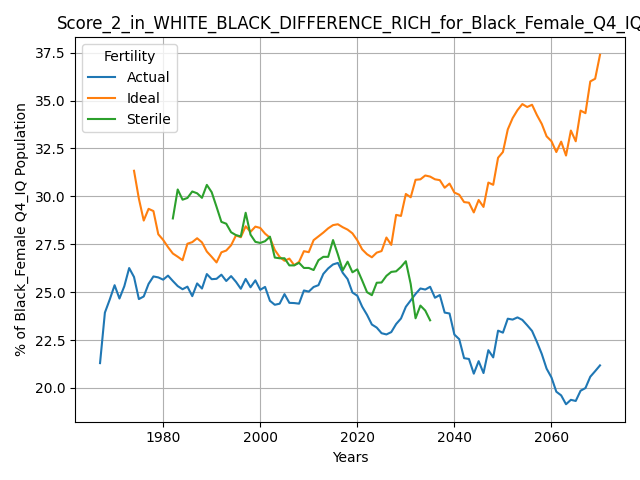 Score_2_in_WHITE_BLACK_DIFFERENCE_RICH_for_Black_Female_Q4_IQ
37.5
35.0
32.5
30.0
27.5
25.0
22.5
20.0
% of Black_Female Q4_IQ Population
Fertility
Actual
Ideal
Sterile
1980
2000
2020
2040
2060
Years